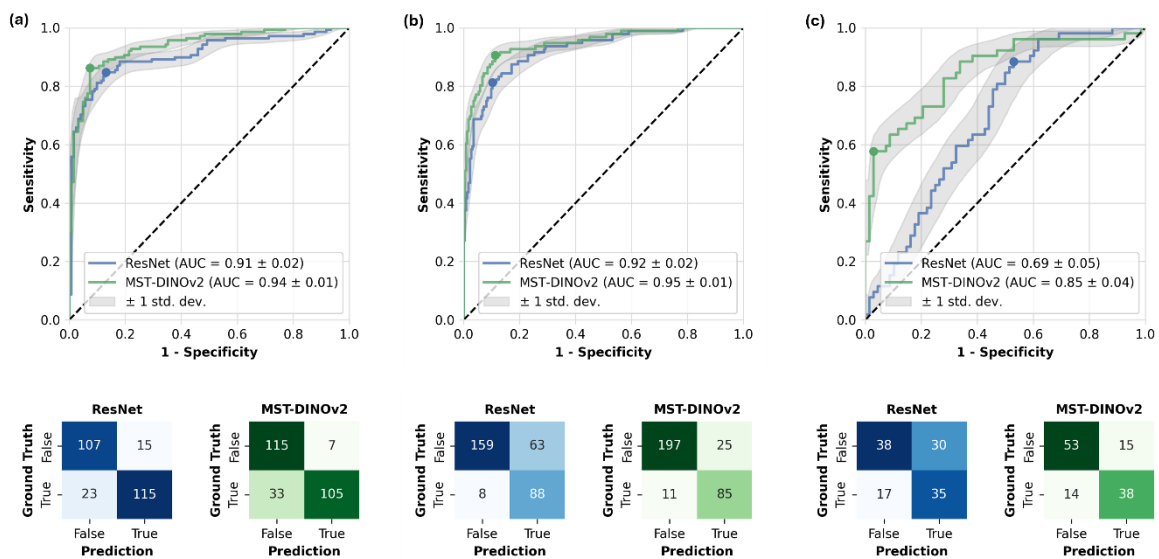 (a)
1.0
0.8
0.6
0.4
0.2
0.0
Sensitivity
ResNet (AUC = 0.91 ± 0.02)
MST-DINOv2 (AUC = 0.94 ± 0.01)
± 1 std. dev.
0.0 0.2 0.4 0.6 0.8 1.0
1 - Specificity
(b)
1.0
0.8
0.6
0.4
0.2
0.0
Sensitivity
ResNet (AUC = 0.92 ± 0.02)
MST-DINOv2 (AUC = 0.95 ± 0.01)
± 1 std. dev.
0.0 0.2 0.4 0.6 0.8 1.0
1 - Specificity
(c)
1.0
0.8
0.6
0.4
0.2
0.0
Sensitivity
ResNet (AUC = 0.69 ± 0.05)
MST-DINOv2 (AUC = 0.85 ± 0.04)
± 1 std. dev.
0.0 0.2 0.4 0.6 0.8 1.0
1 - Specificity
ResNet
Ground Truth
False 107 15
True 23 115
False True
Prediction
MST-DINOv2
Ground Truth
False 115 7
True 33 105
False True
Prediction
ResNet
Ground Truth
False 159 63
True 8 88
False True
Prediction
MST-DINOv2
Ground Truth
False 197 25
True 11 85
False True
Prediction
ResNet
Ground Truth
False 38 30
True 17 35
False True
Prediction
MST-DINOv2
Ground Truth
False 53 15
True 14 38
False True
Prediction